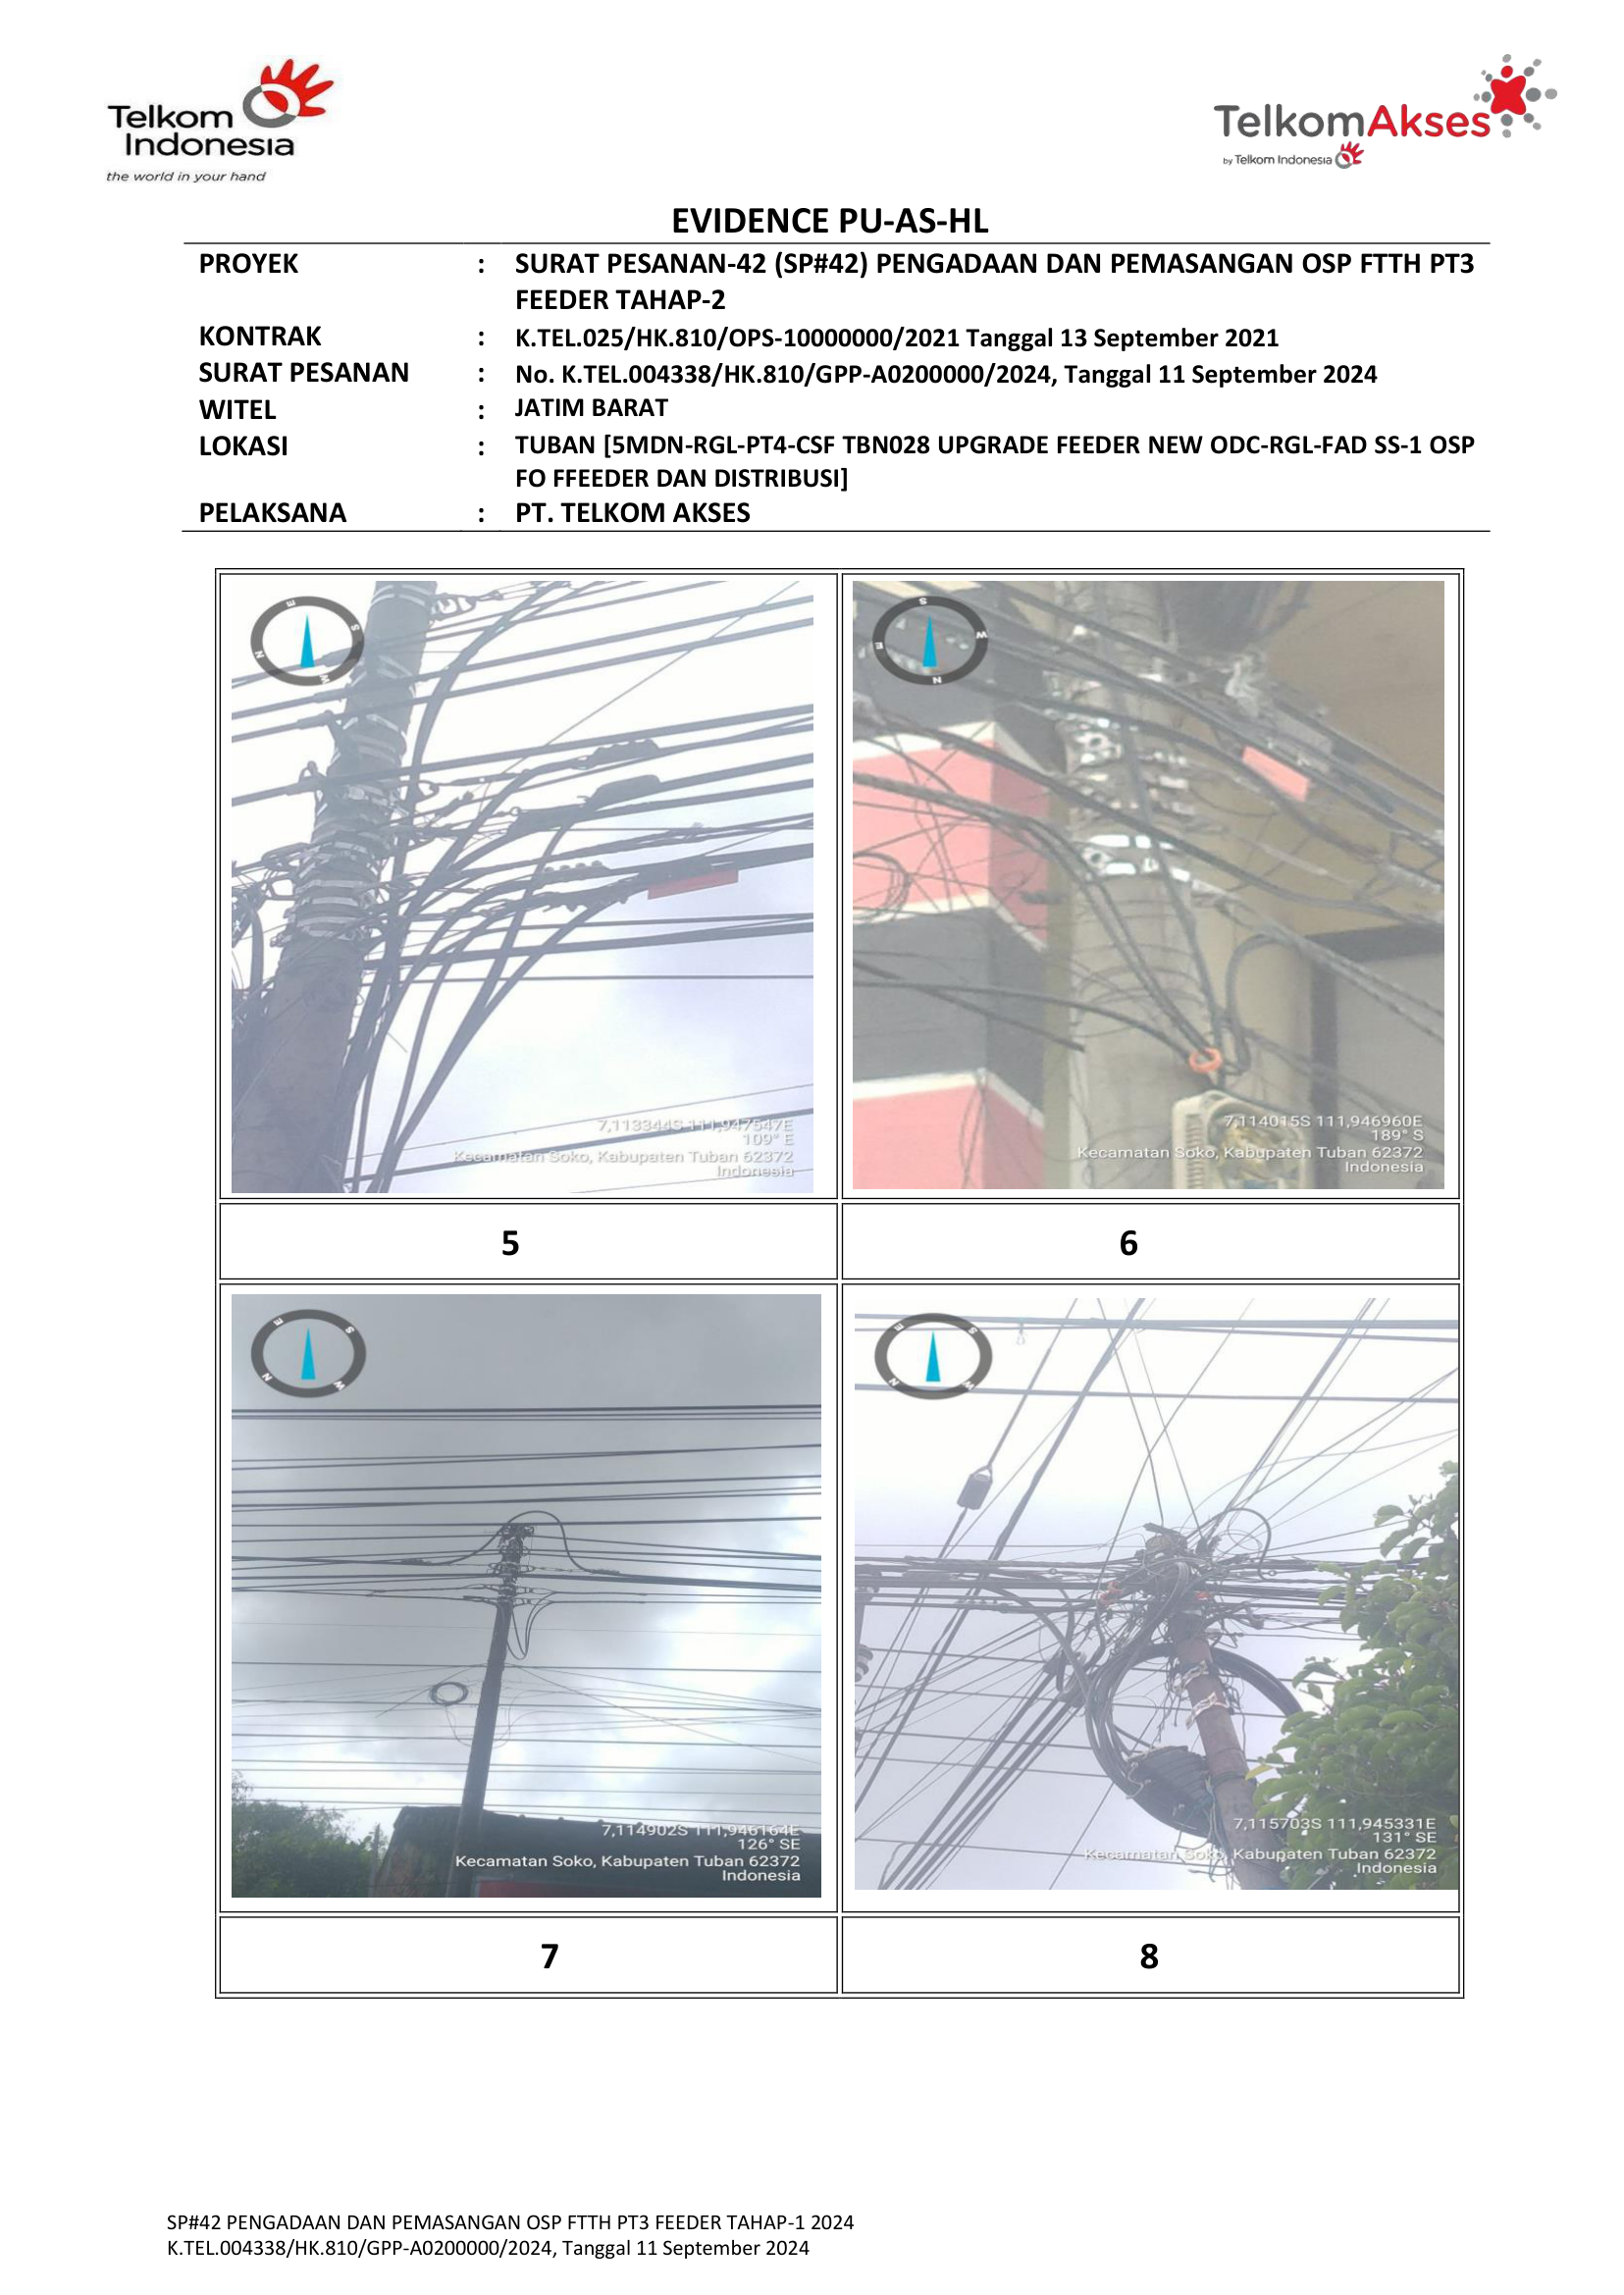 Telkom
Indonesia
the world in your hand
TelkomAkses
by Telkom Indonesia
EVIDENCE PU-AS-HL
PROYEK : SURAT PESANAN-42 (SP#42) PENGADAAN DAN PEMASANGAN OSP FTTH PT3
FEEDER TAHAP-2
KONTRAK : K.TEL.025/HK.810/OPS-10000000/2021 Tanggal 13 September 2021
SURAT PESANAN : No. K.TEL.004338/HK.810/GPP-A0200000/2024, Tanggal 11 September 2024
WITEL : JATIM BARAT
LOKASI : TUBAN [5MDN-RGL-PT4-CSF TBN028 UPGRADE FEEDER NEW ODC-RGL-FAD SS-1 OSP
FO FFEEDER DAN DISTRIBUSI]
PELAKSANA : PT. TELKOM AKSES
E
S
N
W
7,113344S 111,947547E
109° E
Kecamatan Soko, Kabupaten Tuban 62372
Indonesia
S
W
E
N
7,114015S 111,946960E
189° S
Kecamatan Soko, Kabupaten Tuban 62372
Indonesia
5
6
E
S
N
W
7,114902S 111,946164E
126° SE
Kecamatan Soko, Kabupaten Tuban 62372
Indonesia
E
S
N
W
7,115703S 111,945331E
131° SE
Kecamatan Soko, Kabupaten Tuban 62372
Indonesia
7
8
SP#42 PENGADAAN DAN PEMASANGAN OSP FTTH PT3 FEEDER TAHAP-1 2024
K.TEL.004338/HK.810/GPP-A0200000/2024, Tanggal 11 September 2024